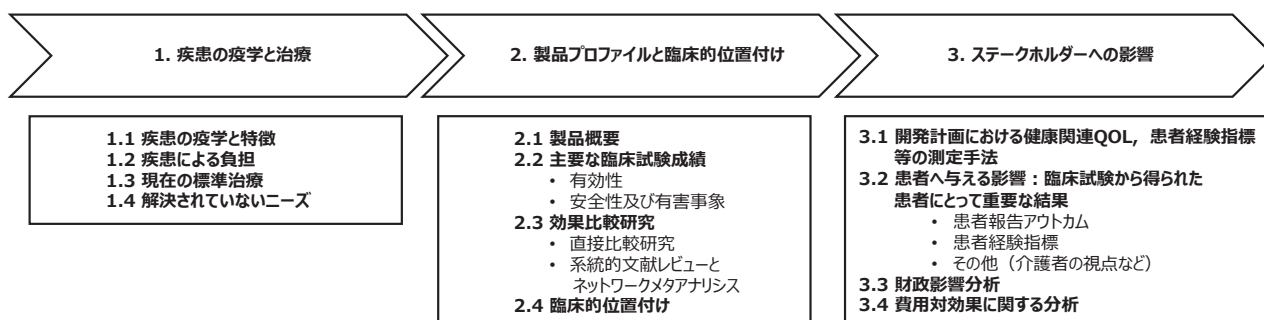 1. 疾患の疫学と治療
2. 製品プロファイルと臨床的位置付け
3. ステークホルダーへの影響
1.1 疾患の疫学と特徴
1.2 疾患による負担
1.3 現在の標準治療
1.4 解決されていないニーズ
2.1 製品概要
2.2 主要な臨床試験成績
• 有効性
• 安全性及び有害事象
2.3 効果比較研究
• 直接比較研究
• 系統的文献レビューと
ネットワークメタアナリシス
2.4 臨床的位置付け
3.1 開発計画における健康関連QOL，患者経験指標
等の測定手法
3.2 患者へ与える影響：臨床試験から得られた
患者にとって重要な結果
• 患者報告アウトカム
• 患者経験指標
• その他（介護者の視点など）
3.3 財政影響分析
3.4 費用対効果に関する分析